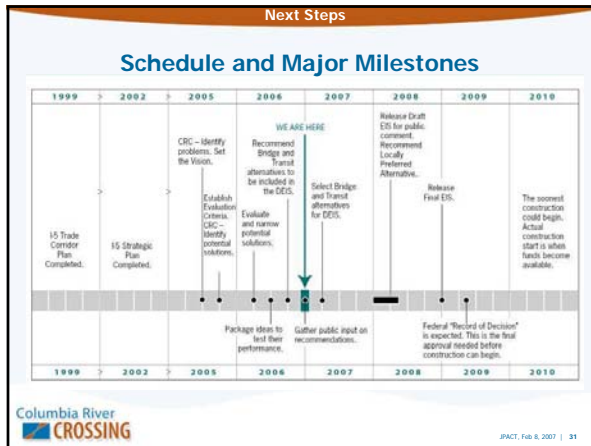 Next Steps
Schedule and Major Milestones
1999 > 2002 > 2005 2006 2007 2008 2009 2010
WE ARE HERE
I-5 Trade
Corridor
Plan
Completed.
I-5 Strategic
Plan
Completed.
CRC – Identify
problems. Set
the Vision.
Establish
Evaluation
Criteria.
CRC –
Identify
potential
solutions.
Evaluate
and narrow
potential
solutions.
Recommend
Bridge and
Transit
alternatives to
be included in
the DEIS.
Select Bridge
and Transit
alternatives
for DEIS.
Release Draft
EIS for public
comment.
Recommend
Locally
Preferred
Alternative.
Release
Final EIS.
The soonest
construction
could begin.
Actual
construction
start is when
funds become
available.
Package ideas to
test their
performance.
Gather public input on
recommendations.
Federal "Record of Decision"
is expected. This is the final
approval needed before
construction can begin.
1999 > 2002 > 2005 2006 2007 2008 2009 2010
Columbia River
CROSSING
JPACT, Feb 8, 2007 | 31